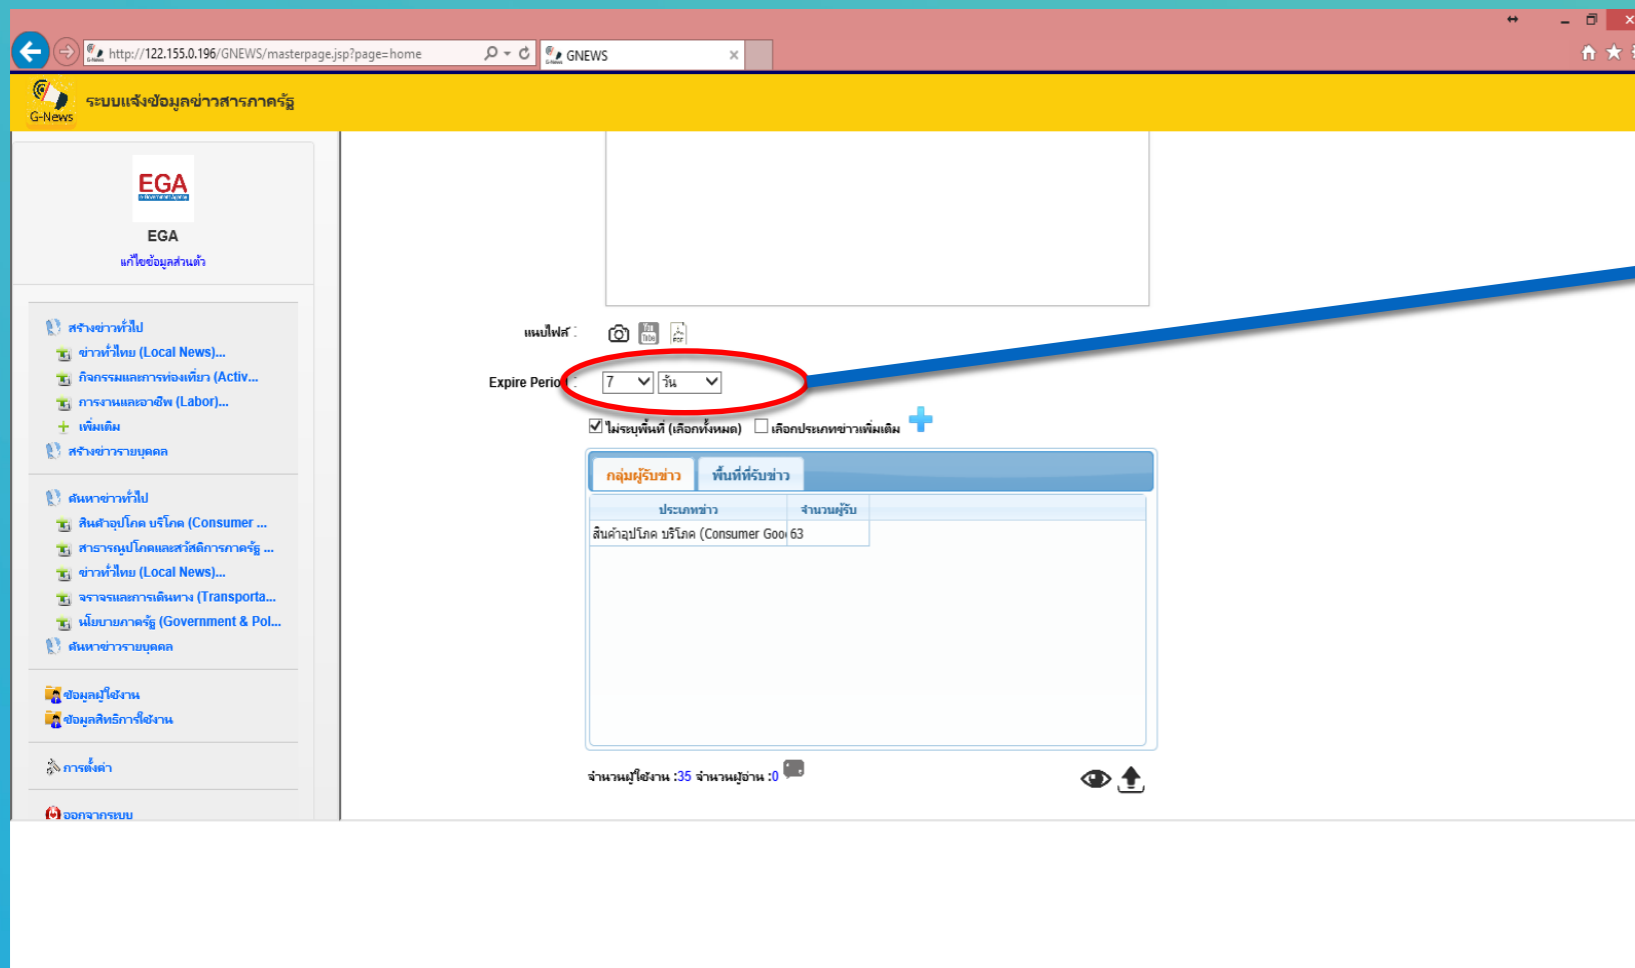 http://122.155.0.196/GNEWS/masterpage.jsp?page=home
GNEWS
G-News
ระบบแจ้งข้อมูลข่าวสารภาครัฐ
EGA
EGA
แก้ไขข้อมูลส่วนตัว
สร้างข่าวทั่วไป
ข่าวทั่วไทย (Local News)...
กิจกรรมและการท่องเที่ยว (Activ...
การงานและอาชีพ (Labor)...
เพิ่มเติม
สร้างข่าวรายบุคคล
ค้นหาข่าวทั่วไป
สินค้าอุปโภค บริโภค (Consumer ...
สาธารณูปโภคและสวัสดิการภาครัฐ ...
ข่าวทั่วไทย (Local News)...
จราจรและการเดินทาง (Transporta...
นโยบายภาครัฐ (Government & Pol...
ค้นหาข่าวรายบุคคล
ข้อมูลผู้ใช้งาน
ข้อมูลสิทธิการใช้งาน
การตั้งค่า
ออกจากระบบ
แนบไฟล์ :
You Tube
PDF
Expire Period :
7 วัน
ไม่ระบุพื้นที่ (เลือกทั้งหมด) เลือกประเภทข่าวเพิ่มเติม
กลุ่มผู้รับข่าว พื้นที่ที่รับข่าว
ประเภทข่าว จำนวนผู้รับ
สินค้าอุปโภค บริโภค (Consumer Goo 63
จำนวนผู้ใช้งาน :35 จำนวนผู้อ่าน :0